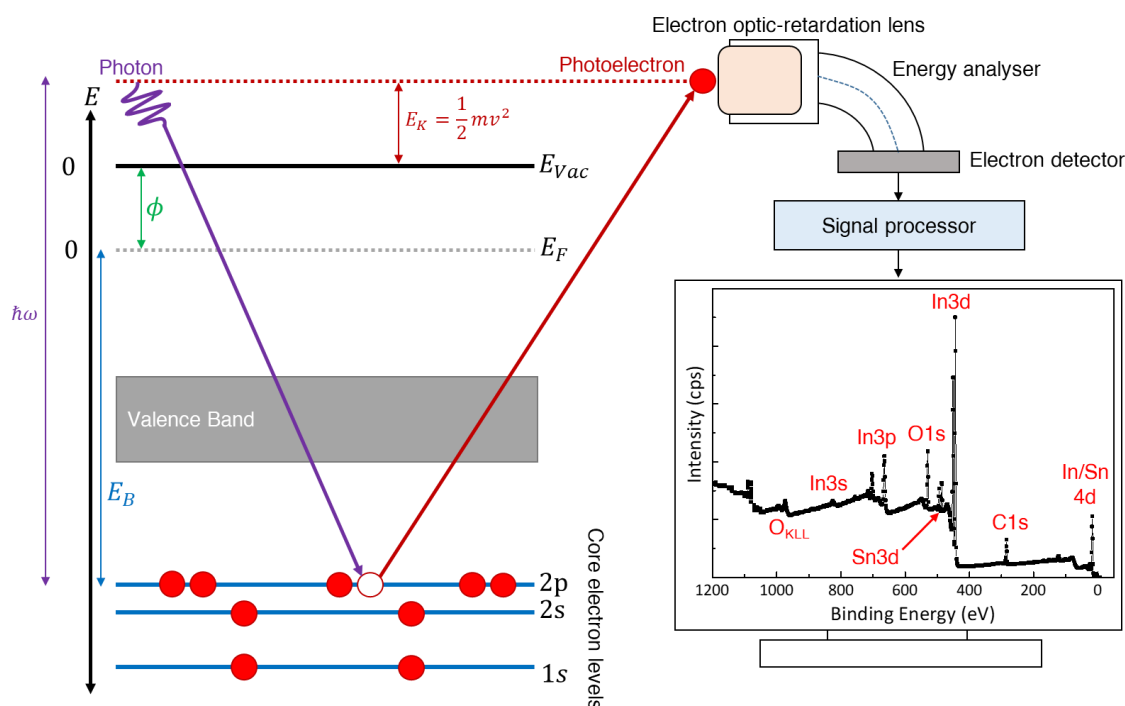 Electron optic-retardation lens
Photon
Photoelectron
Energy analyser
E
E_K = 1/2 mv²
0
E_Vac
Electron detector
ϕ
Signal processor
0
E_F
ħω
In3d
Valence Band
In3p
O1s
In/Sn
4d
In3s
E_B
O_KLL
C1s
Sn3d
Intensity (cps)
1200 1000 800 600 400 200 0
Binding Energy (eV)
2p
2s
1s
Core electron levels